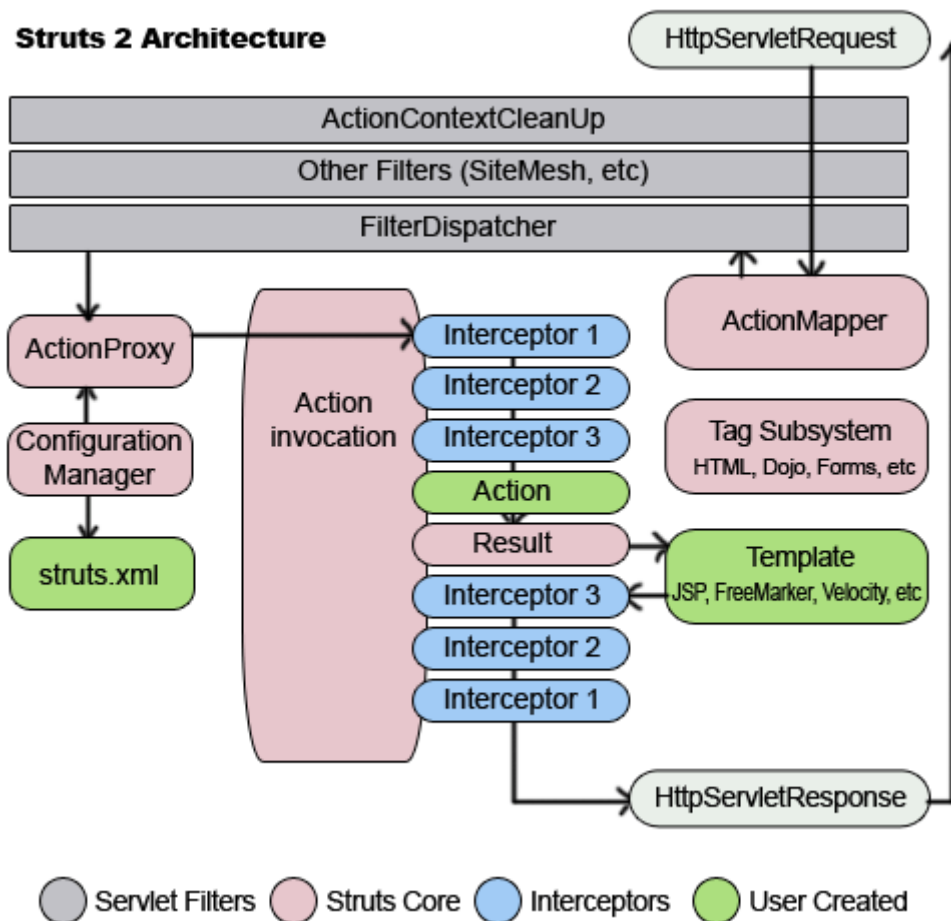 Struts 2 Architecture
HttpServletRequest
ActionContextCleanUp
Other Filters (SiteMesh, etc)
FilterDispatcher
ActionProxy
Configuration
Manager
struts.xml
Action
invocation
Interceptor 1
Interceptor 2
Interceptor 3
Action
Result
Interceptor 3
Interceptor 2
Interceptor 1
ActionMapper
Tag Subsystem
HTML, Dojo, Forms, etc
Template
JSP, FreeMarker, Velocity, etc
HttpServletResponse
Servlet Filters
Struts Core
Interceptors
User Created